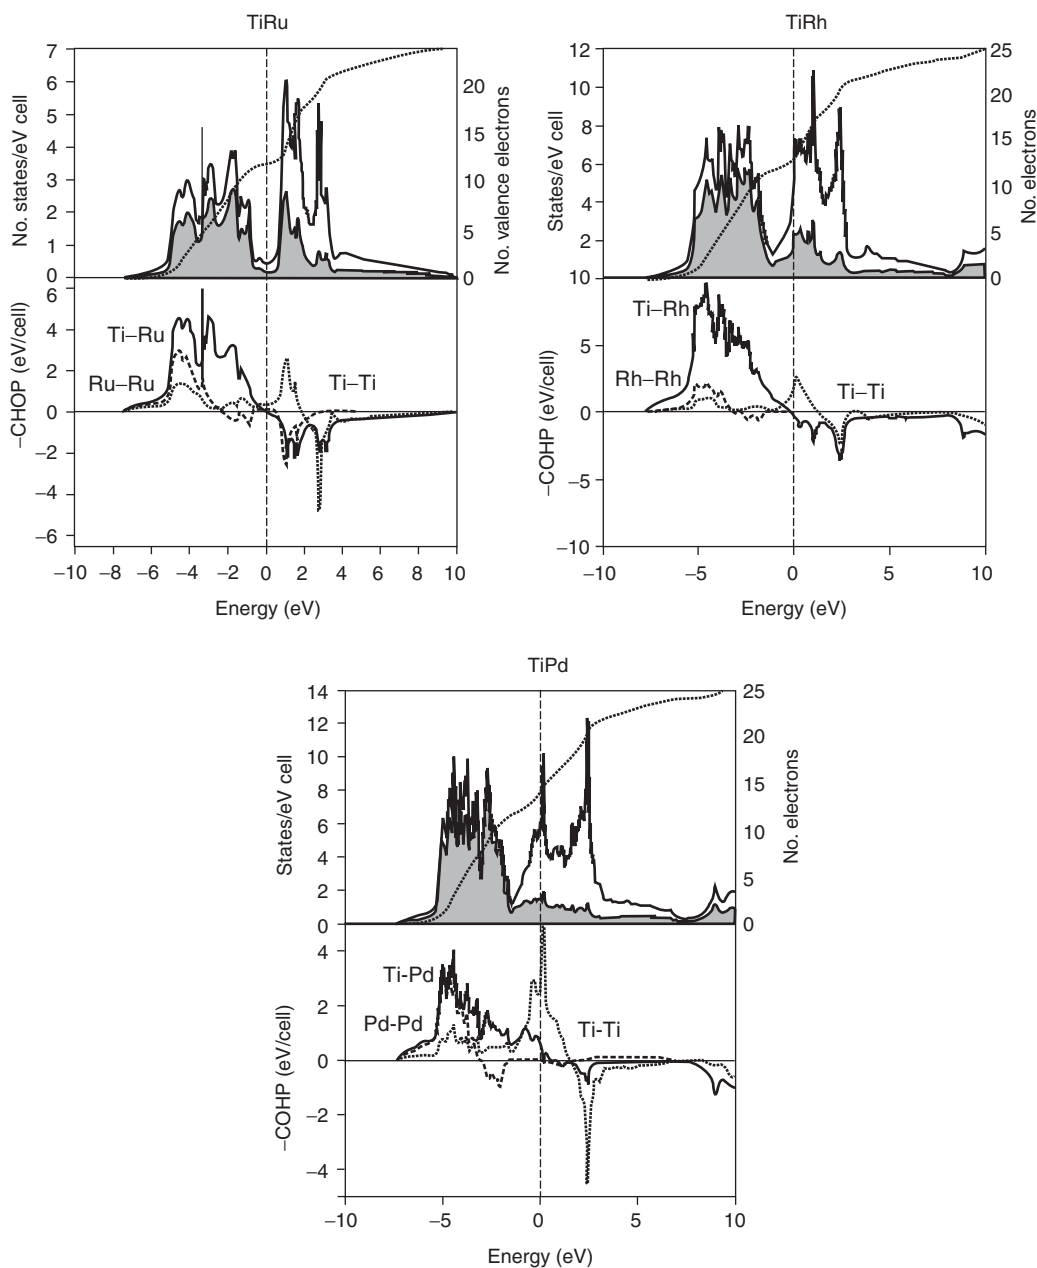 TiRu
7
6
5
4
3
2
1
0
No. states/eV cell
20
15
10
5
0
No. valence electrons
6
4
2
0
−2
−4
−6
−CHOP (eV/cell)
Ti–Ru
Ru–Ru
Ti–Ti
−10 −8 −6 −4 −2 0 2 4 8 10
Energy (eV)
TiRh
12
10
8
6
4
2
10
States/eV cell
25
20
15
10
5
0
No. electrons
5
0
−5
−10
−COHP (eV/cell)
Ti–Rh
Rh–Rh
Ti–Ti
−10 −5 0 5 10
Energy (eV)
TiPd
14
12
10
8
6
4
2
0
States/eV cell
25
20
15
10
5
0
No. electrons
4
2
0
−2
−4
−COHP (eV/cell)
Ti-Pd
Pd-Pd
Ti-Ti
−10 −5 0 5 10
Energy (eV)